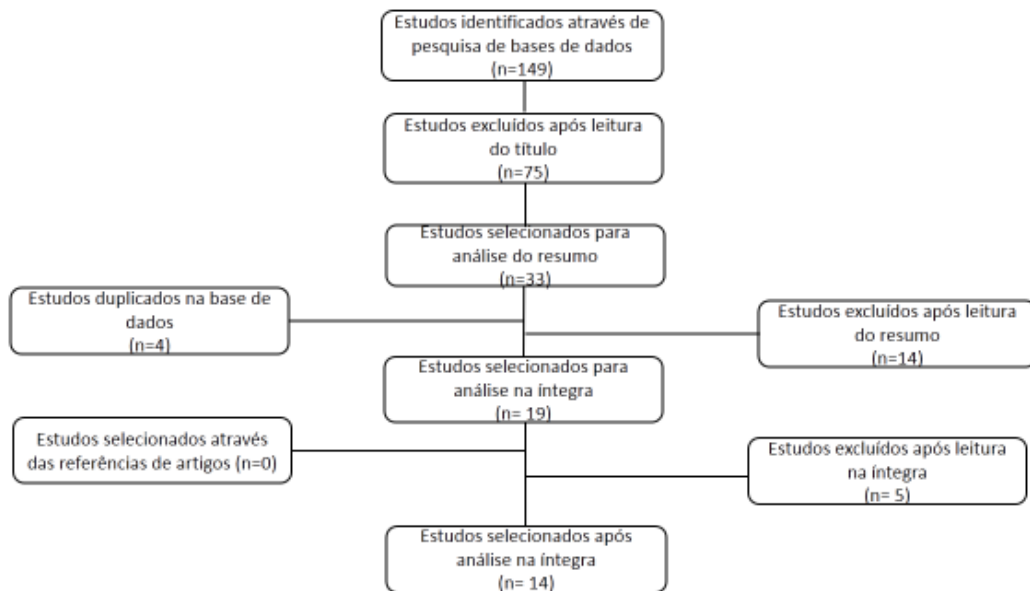 Estudos identificados através de
pesquisa de bases de dados
(n=149)
Estudos excluídos após leitura
do título
(n=75)
Estudos selecionados para
análise do resumo
(n=33)
Estudos duplicados na base de
dados
(n=4)
Estudos excluídos após leitura
do resumo
(n=14)
Estudos selecionados para
análise na íntegra
(n= 19)
Estudos selecionados através
das referências de artigos (n=0)
Estudos excluídos após leitura
na íntegra
(n= 5)
Estudos selecionados após
análise na íntegra
(n= 14)